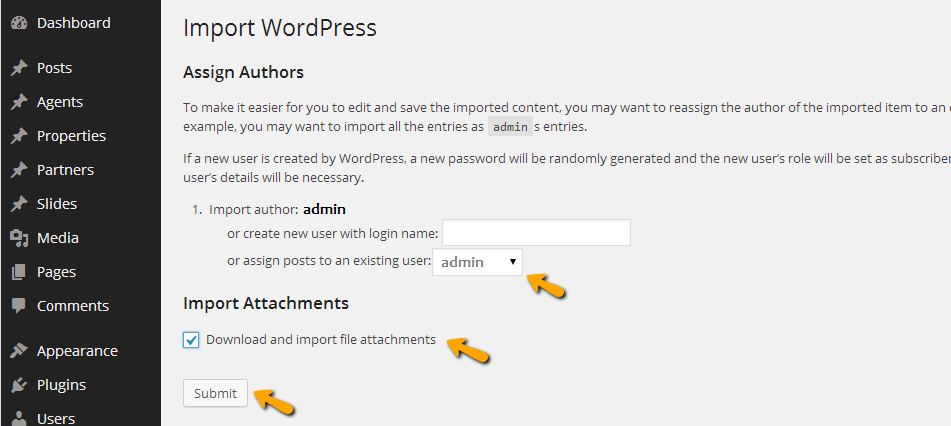 Dashboard
Posts
Agents
Properties
Partners
Slides
Media
Pages
Comments
Appearance
Plugins
Users
Import WordPress
Assign Authors
To make it easier for you to edit and save the imported content, you may want to reassign the author of the imported item to an
example, you may want to import all the entries as admin s entries.
If a new user is created by WordPress, a new password will be randomly generated and the new user's role will be set as subscriber
user's details will be necessary.
1. Import author: admin
or create new user with login name:
or assign posts to an existing user: admin
Import Attachments
Download and import file attachments
Submit